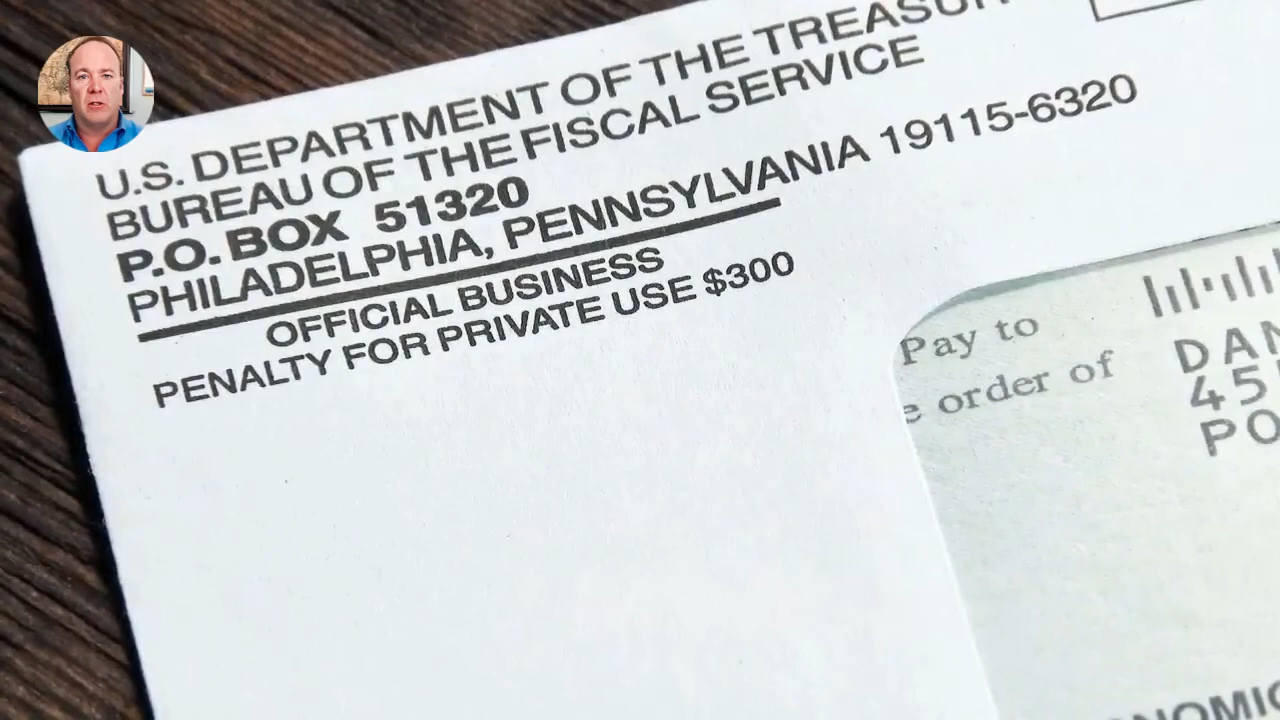 U.S. DEPARTMENT OF THE TREASU
BUREAU OF THE FISCAL SERVICE
P.O. BOX 51320
PHILADELPHIA, PENNSYLVANIA 19115-6320
OFFICIAL BUSINESS
PENALTY FOR PRIVATE USE $300
Pay to
e order of
DAN
45
PO
NOMIC